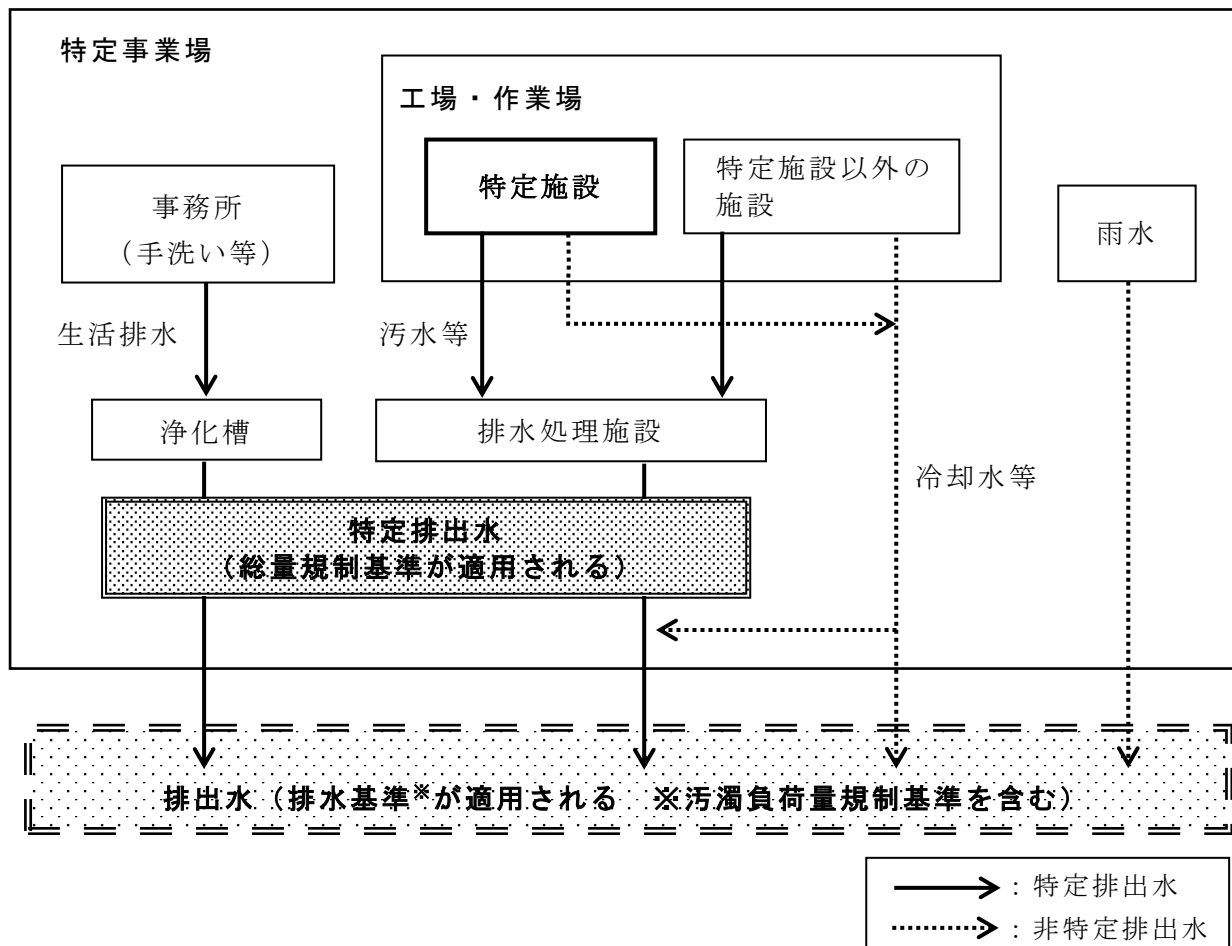 特定事業場
工場・作業場
特定施設
特定施設以外の
施設
事務所
（手洗い等）
雨水
生活排水
汚水等
浄化槽
排水処理施設
冷却水等
特定排出水
（総量規制基準が適用される）
排出水（排水基準※が適用される　※汚濁負荷量規制基準を含む）
：特定排出水
：非特定排出水